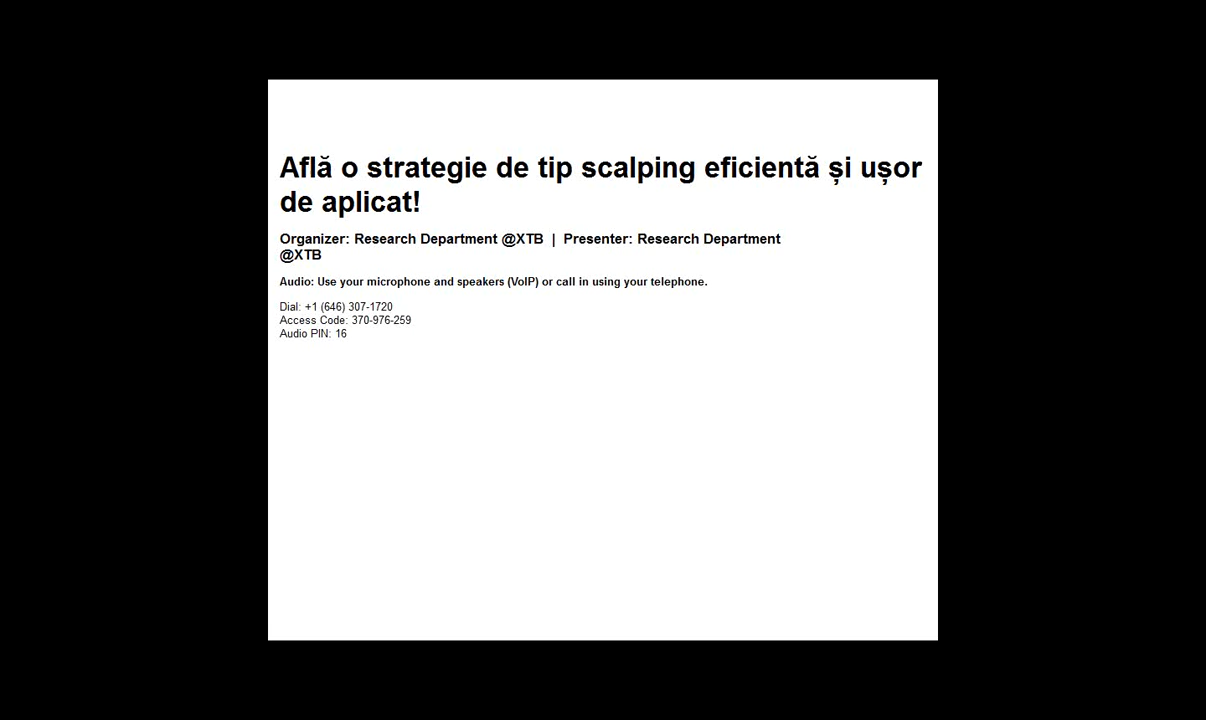 Află o strategie de tip scalping eficientă și ușor
de aplicat!
Organizer: Research Department @XTB | Presenter: Research Department
@XTB
Audio: Use your microphone and speakers (VoIP) or call in using your telephone.
Dial: +1 (646) 307-1720
Access Code: 370-976-259
Audio PIN: 16